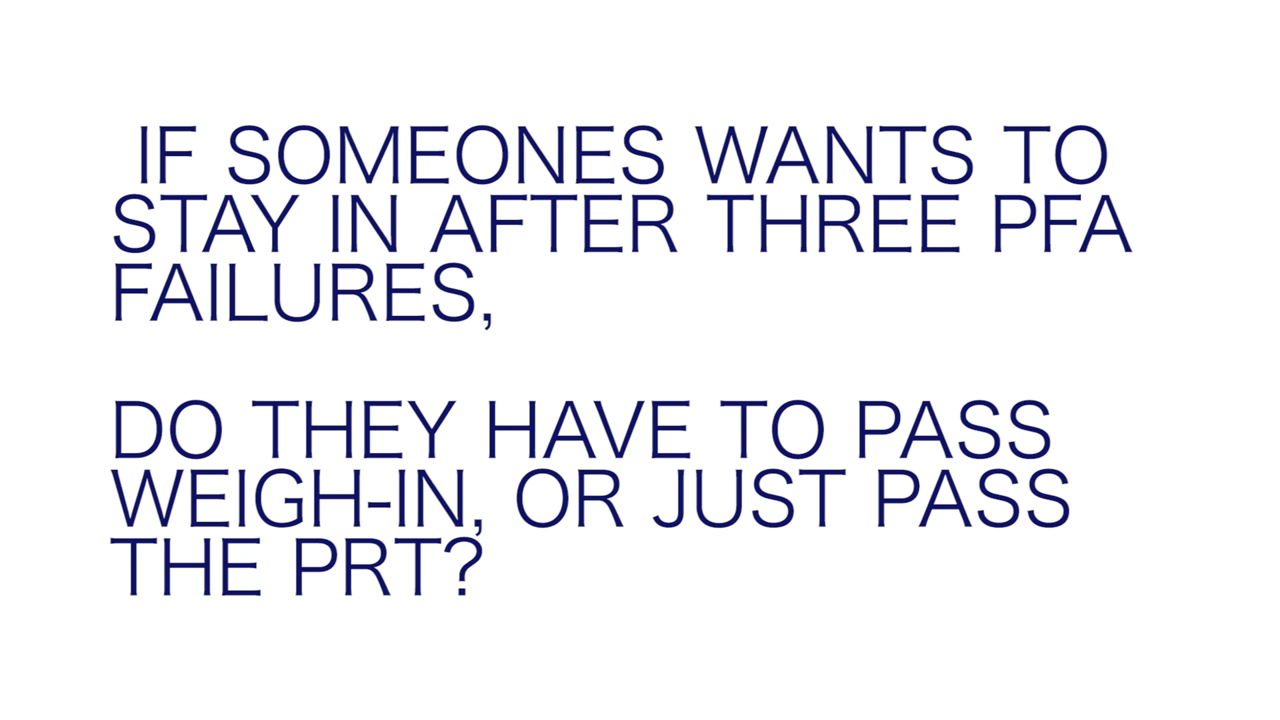 IF SOMEONES WANTS TO
STAY IN AFTER THREE PFA
FAILURES,
DO THEY HAVE TO PASS
WEIGH-IN, OR JUST PASS
THE PRT?